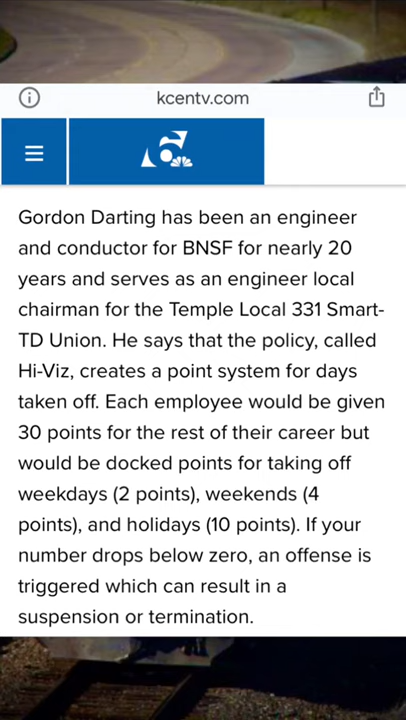 kcentv.com
6
Gordon Darting has been an engineer
and conductor for BNSF for nearly 20
years and serves as an engineer local
chairman for the Temple Local 331 Smart-
TD Union. He says that the policy, called
Hi-Viz, creates a point system for days
taken off. Each employee would be given
30 points for the rest of their career but
would be docked points for taking off
weekdays (2 points), weekends (4
points), and holidays (10 points). If your
number drops below zero, an offense is
triggered which can result in a
suspension or termination.